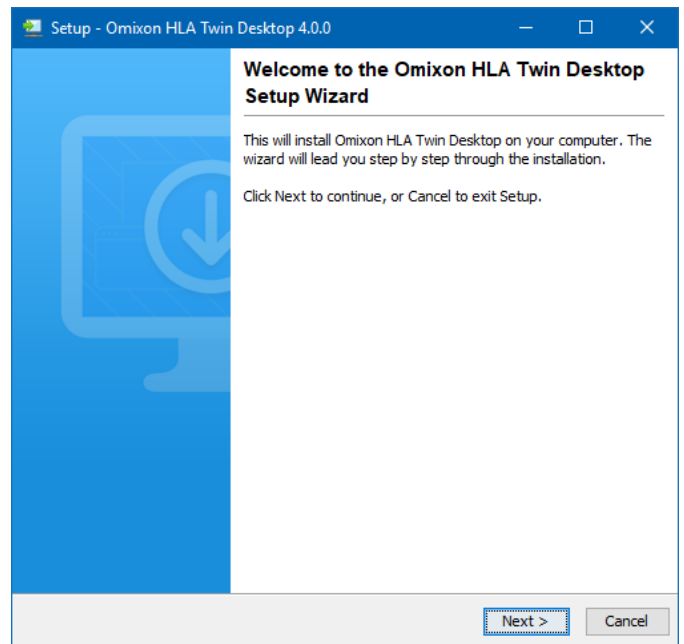 Setup - Omixon HLA Twin Desktop 4.0.0
Welcome to the Omixon HLA Twin Desktop
Setup Wizard
This will install Omixon HLA Twin Desktop on your computer. The
wizard will lead you step by step through the installation.
Click Next to continue, or Cancel to exit Setup.
Next >
Cancel